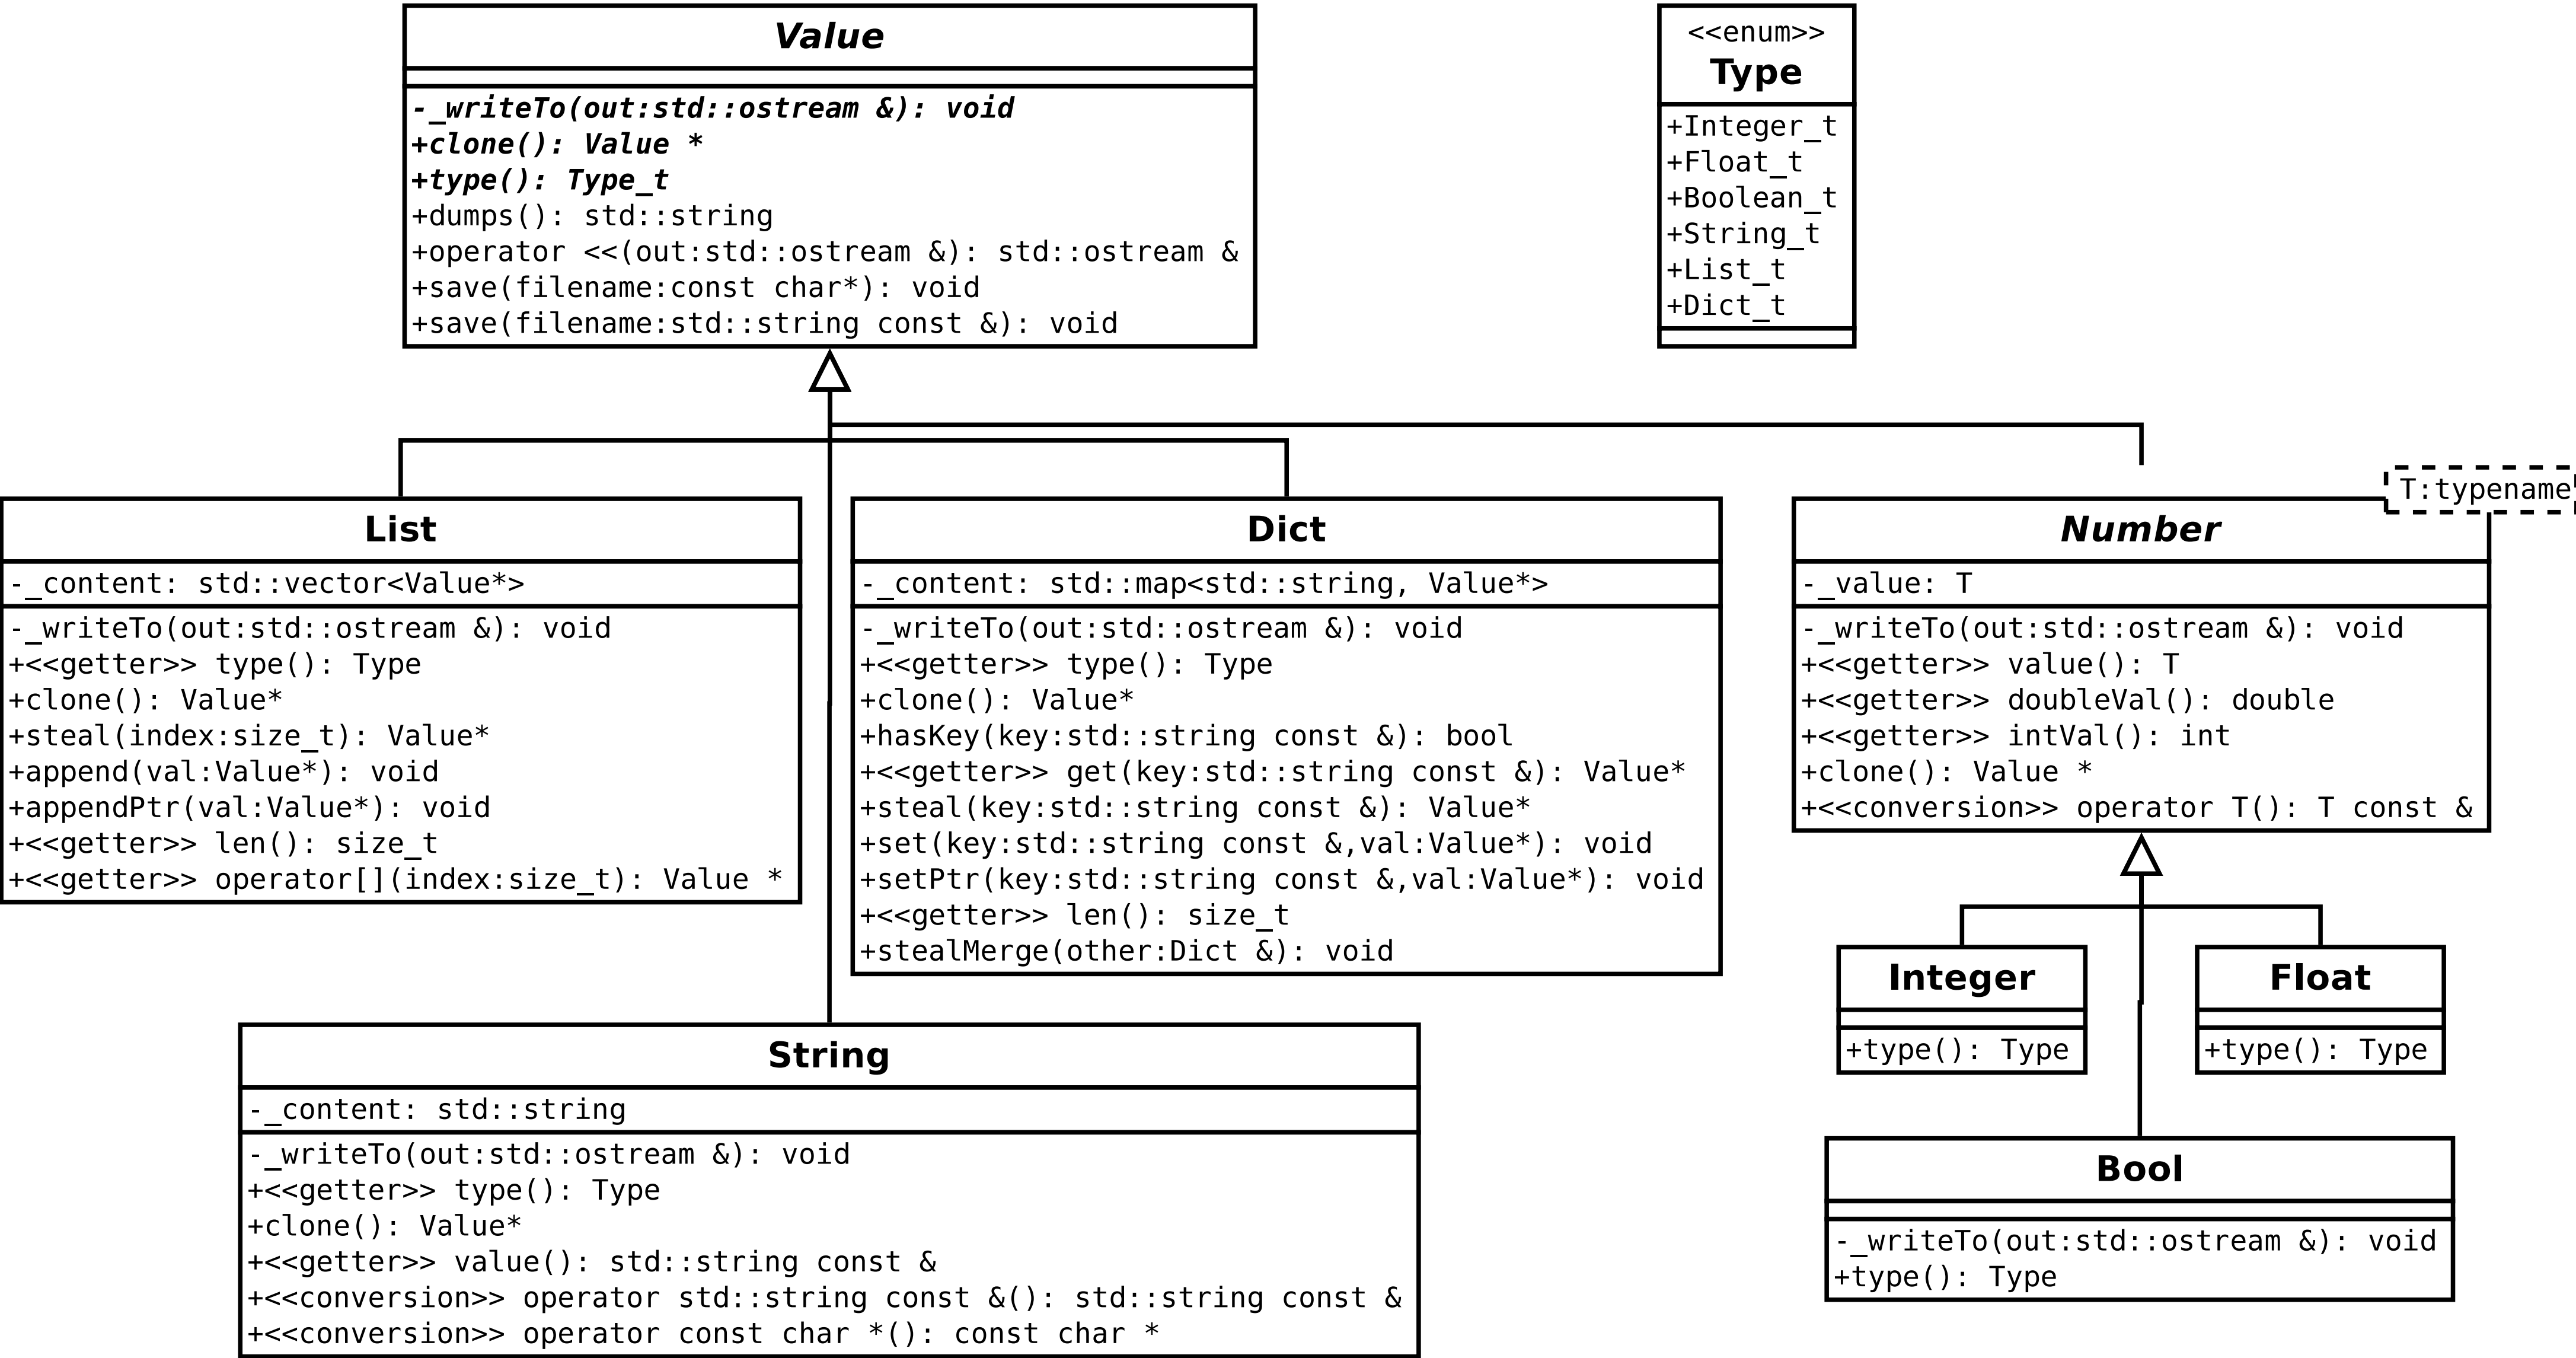 Value
-_writeTo(out:std::ostream &): void
+clone(): Value *
+type(): Type_t
+dumps(): std::string
+operator <<(out:std::ostream &): std::ostream &
+save(filename:const char*): void
+save(filename:std::string const &): void
<<enum>>
Type
+Integer_t
+Float_t
+Boolean_t
+String_t
+List_t
+Dict_t
List
-_content: std::vector<Value*>
-_writeTo(out:std::ostream &): void
+<<getter>> type(): Type
+clone(): Value*
+steal(index:size_t): Value*
+append(val:Value*): void
+appendPtr(val:Value*): void
+<<getter>> len(): size_t
+<<getter>> operator[](index:size_t): Value *
Dict
-_content: std::map<std::string, Value*>
-_writeTo(out:std::ostream &): void
+<<getter>> type(): Type
+clone(): Value*
+hasKey(key:std::string const &): bool
+<<getter>> get(key:std::string const &): Value*
+steal(key:std::string const &): Value*
+set(key:std::string const &,val:Value*): void
+setPtr(key:std::string const &,val:Value*): void
+<<getter>> len(): size_t
+stealMerge(other:Dict &): void
T:typename
Number
-_value: T
-_writeTo(out:std::ostream &): void
+<<getter>> value(): T
+<<getter>> doubleVal(): double
+<<getter>> intVal(): int
+clone(): Value *
+<<conversion>> operator T(): T const &
Integer
+type(): Type
Float
+type(): Type
String
-_content: std::string
-_writeTo(out:std::ostream &): void
+<<getter>> type(): Type
+clone(): Value*
+<<getter>> value(): std::string const &
+<<conversion>> operator std::string const &(): std::string const &
+<<conversion>> operator const char *(): const char *
Bool
-_writeTo(out:std::ostream &): void
+type(): Type